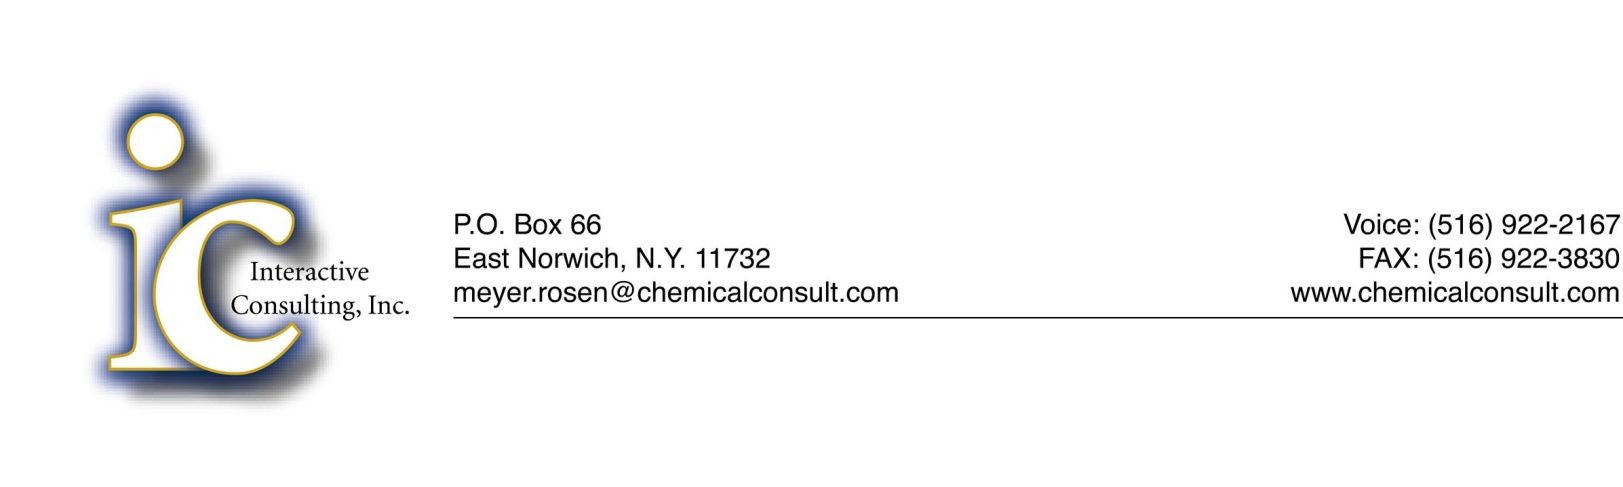 ic
Interactive
Consulting, Inc.
P.O. Box 66
East Norwich, N.Y. 11732
meyer.rosen@chemicalconsult.com
Voice: (516) 922-2167
FAX: (516) 922-3830
www.chemicalconsult.com